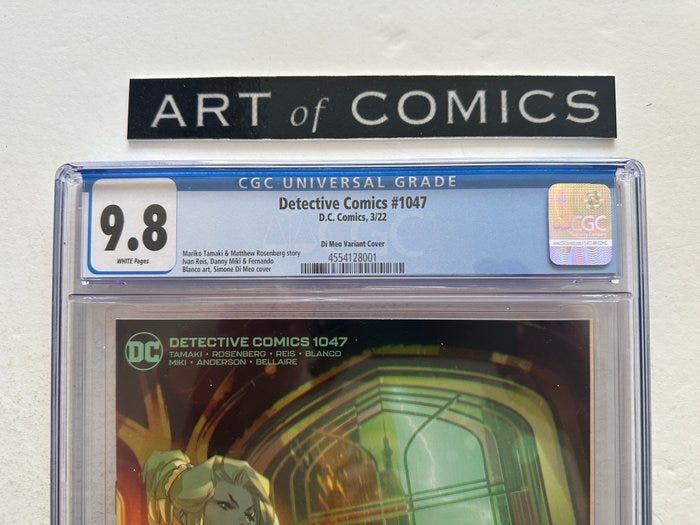 ART of COMICS
CGC UNIVERSAL GRADE
9.8
WHITE Pages
Detective Comics #1047
D.C. Comics, 3/22
Di Meo Variant Cover
Mariko Tamaki & Matthew Rosenberg story
Ivan Reis, Danny Miki & Fernando
Blanco art, Simone Di Meo cover
4554128001
CGC
DC
DETECTIVE COMICS 1047
TAMAKI • ROSENBERG • REIS • BLANCO
MIKI • ANDERSON • BELLAIRE